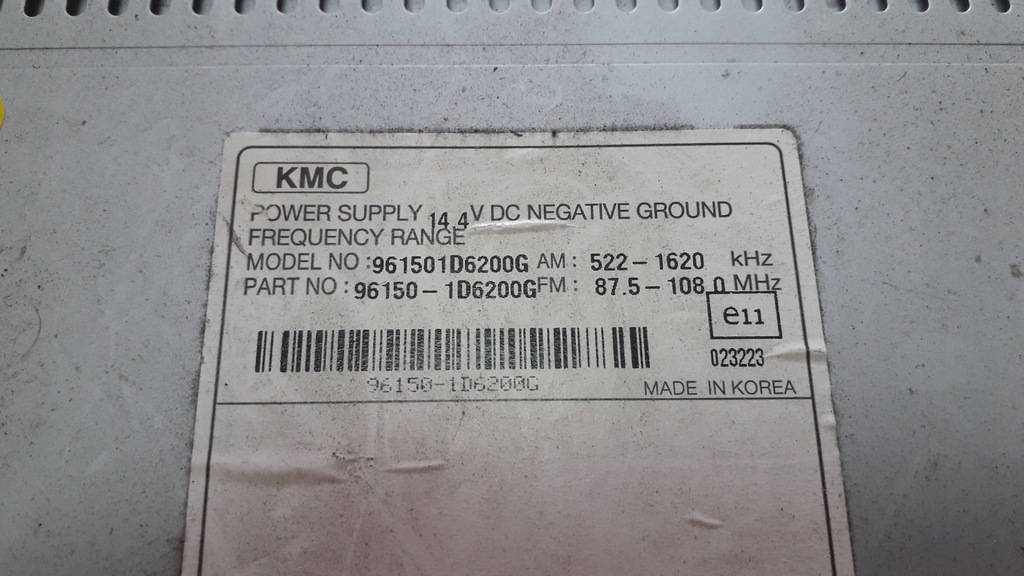 KMC
POWER SUPPLY 14.4V DC NEGATIVE GROUND
FREQUENCY RANGE
MODEL NO :961501D6200G AM : 522-1620 kHz
PART NO : 96150-1D6200G FM : 87.5-108.0 MHz
e11
023223
96150-1D6200G
MADE IN KOREA